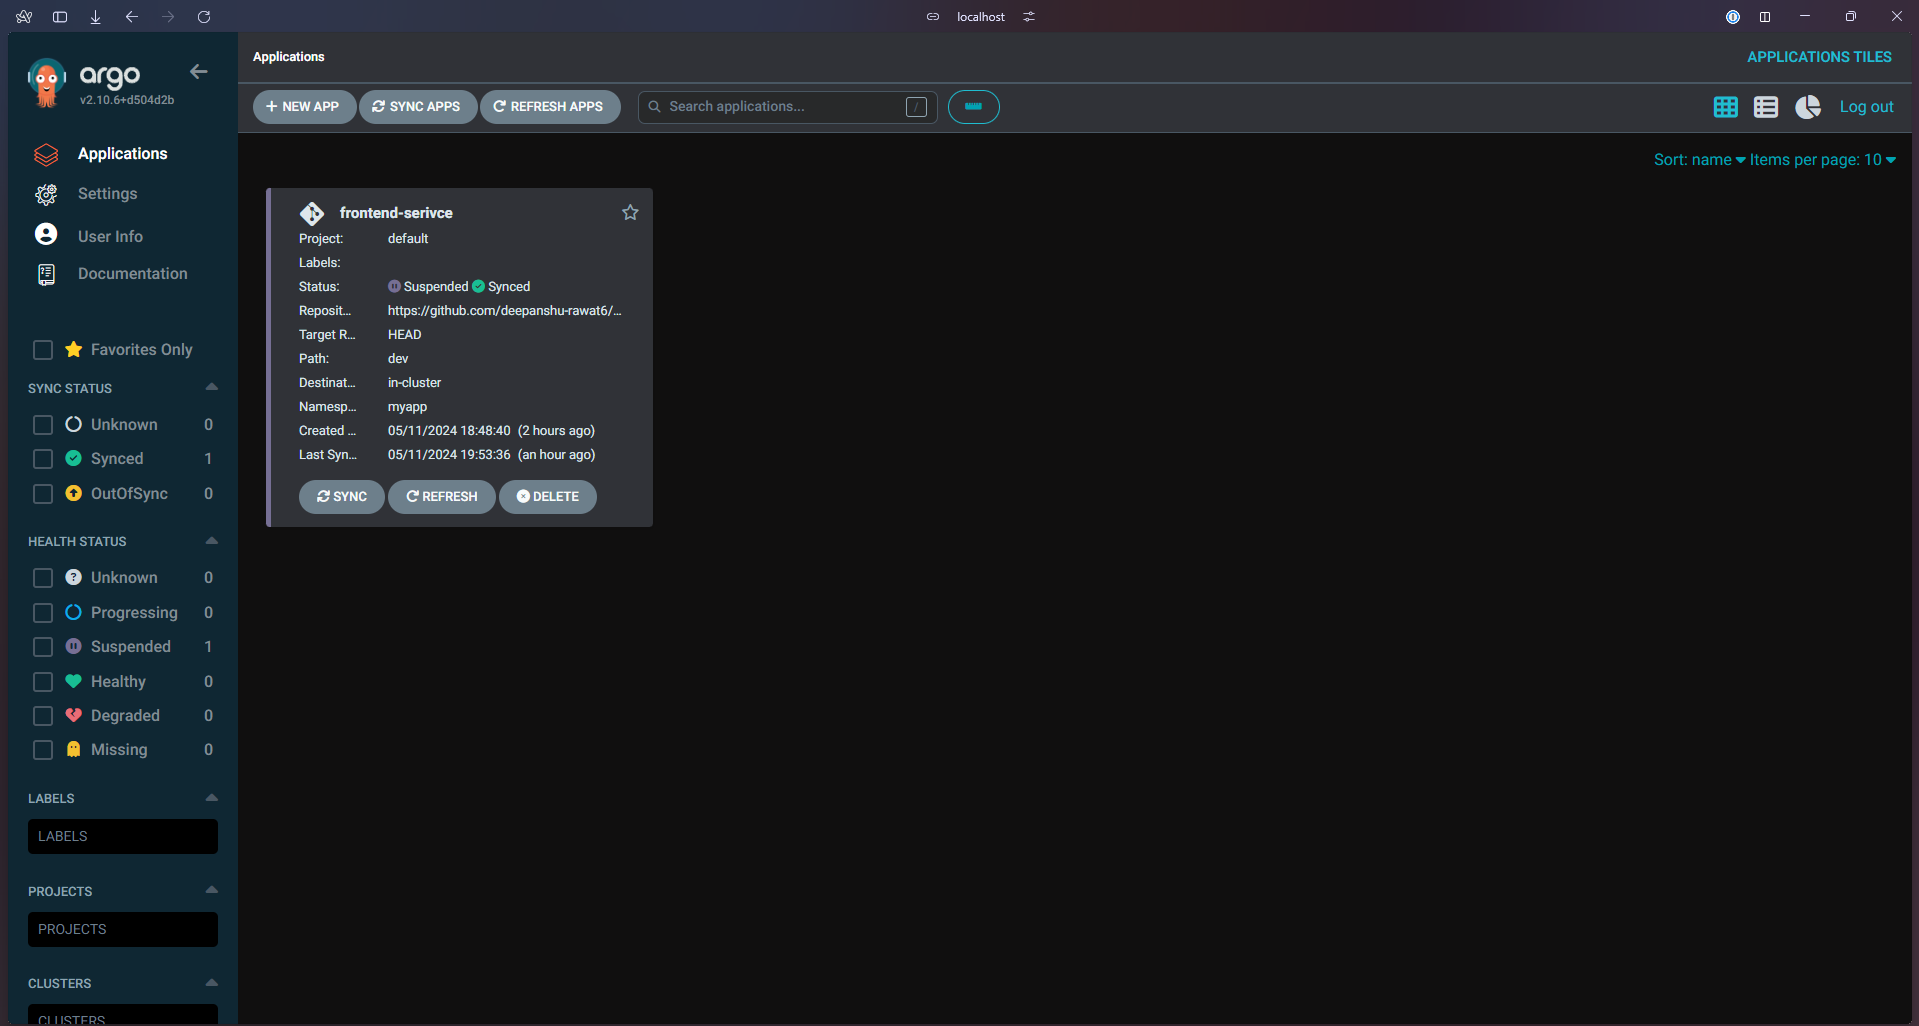 localhost
argo
v2.10.6+d504d2b
Applications
Settings
User Info
Documentation
Favorites Only
SYNC STATUS
Unknown 0
Synced 1
OutOfSync 0
HEALTH STATUS
Unknown 0
Progressing 0
Suspended 1
Healthy 0
Degraded 0
Missing 0
LABELS
LABELS
PROJECTS
PROJECTS
CLUSTERS
CLUSTERS
Applications
APPLICATIONS TILES
+ NEW APP SYNC APPS REFRESH APPS Search applications... / Log out
Sort: name Items per page: 10
frontend-serivce
Project: default
Labels:
Status: Suspended Synced
Reposit... https://github.com/deepanshu-rawat6/...
Target R... HEAD
Path: dev
Destinat... in-cluster
Namesp... myapp
Created ... 05/11/2024 18:48:40 (2 hours ago)
Last Syn... 05/11/2024 19:53:36 (an hour ago)
SYNC REFRESH DELETE